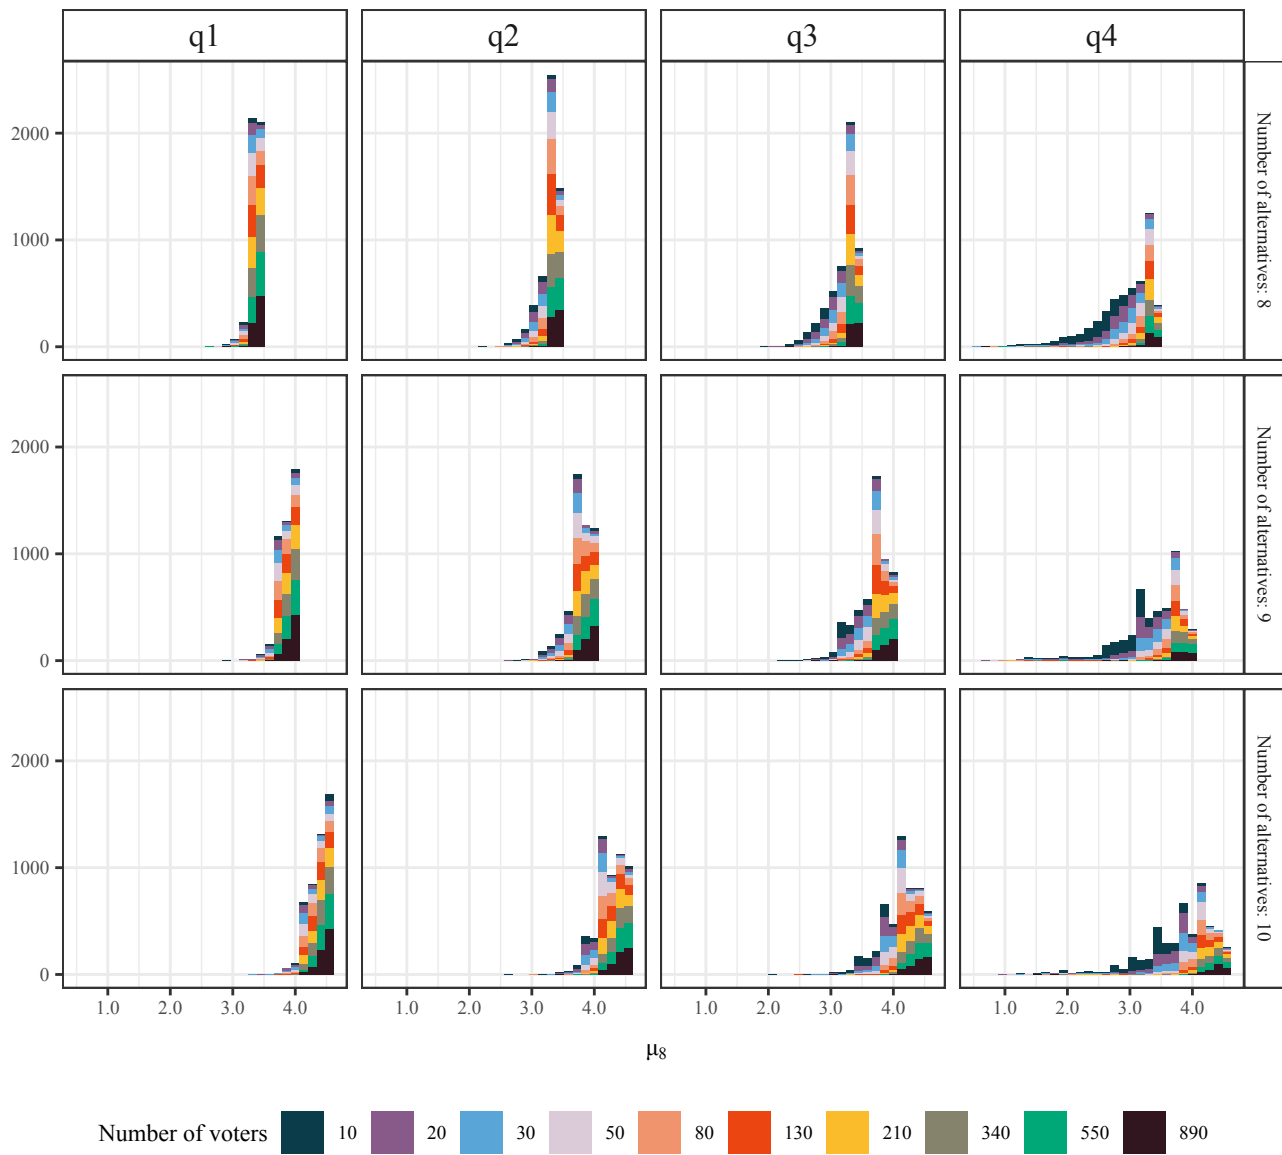 q1 q2 q3 q4
2000
1000
0
Number of alternatives: 8
2000
1000
0
Number of alternatives: 9
2000
1000
0
Number of alternatives: 10
1.0 2.0 3.0 4.0 1.0 2.0 3.0 4.0 1.0 2.0 3.0 4.0 1.0 2.0 3.0 4.0
μ₈
Number of voters 10 20 30 50 80 130 210 340 550 890